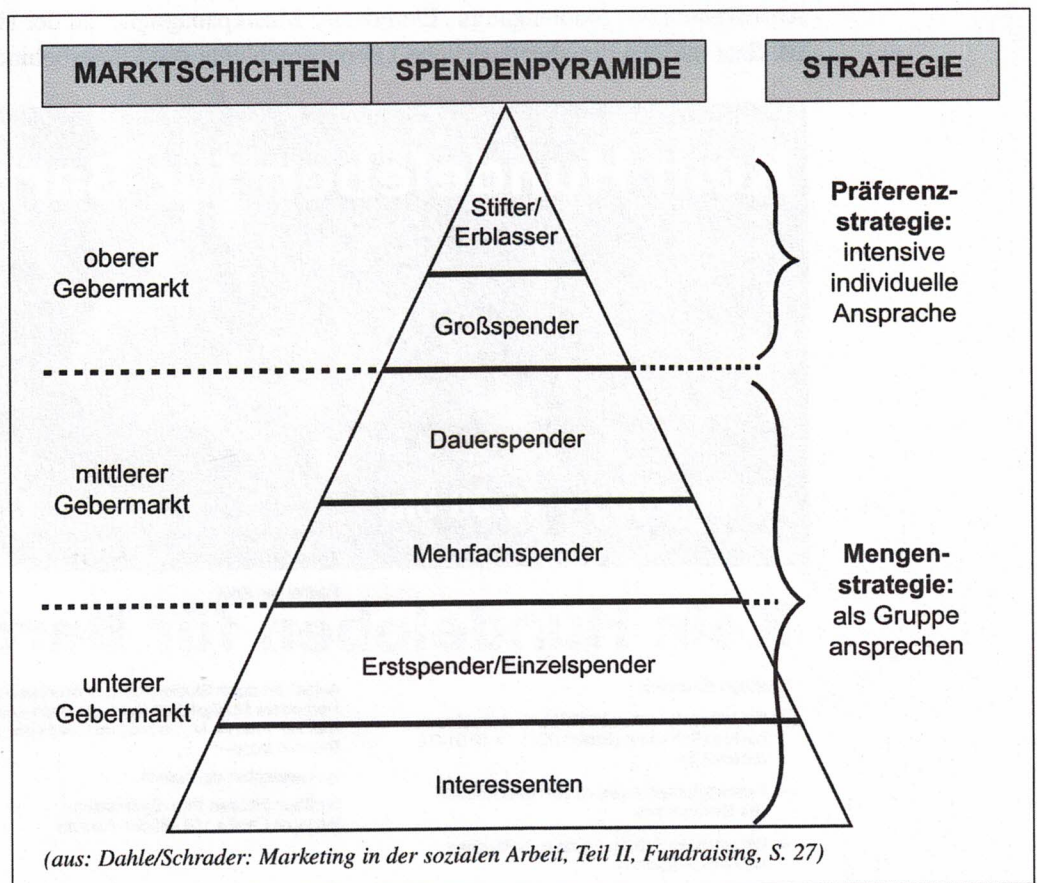 MARKTSCHICHTEN
SPENDENPYRAMIDE
STRATEGIE
oberer
Gebermarkt
Stifter/
Erblasser
Großspender
Präferenz-
strategie:
intensive
individuelle
Ansprache
mittlerer
Gebermarkt
Dauerspender
Mehrfachspender
Mengen-
strategie:
als Gruppe
ansprechen
unterer
Gebermarkt
Erstspender/Einzelspender
Interessenten
(aus: Dahle/Schrader: Marketing in der sozialen Arbeit, Teil II, Fundraising, S. 27)